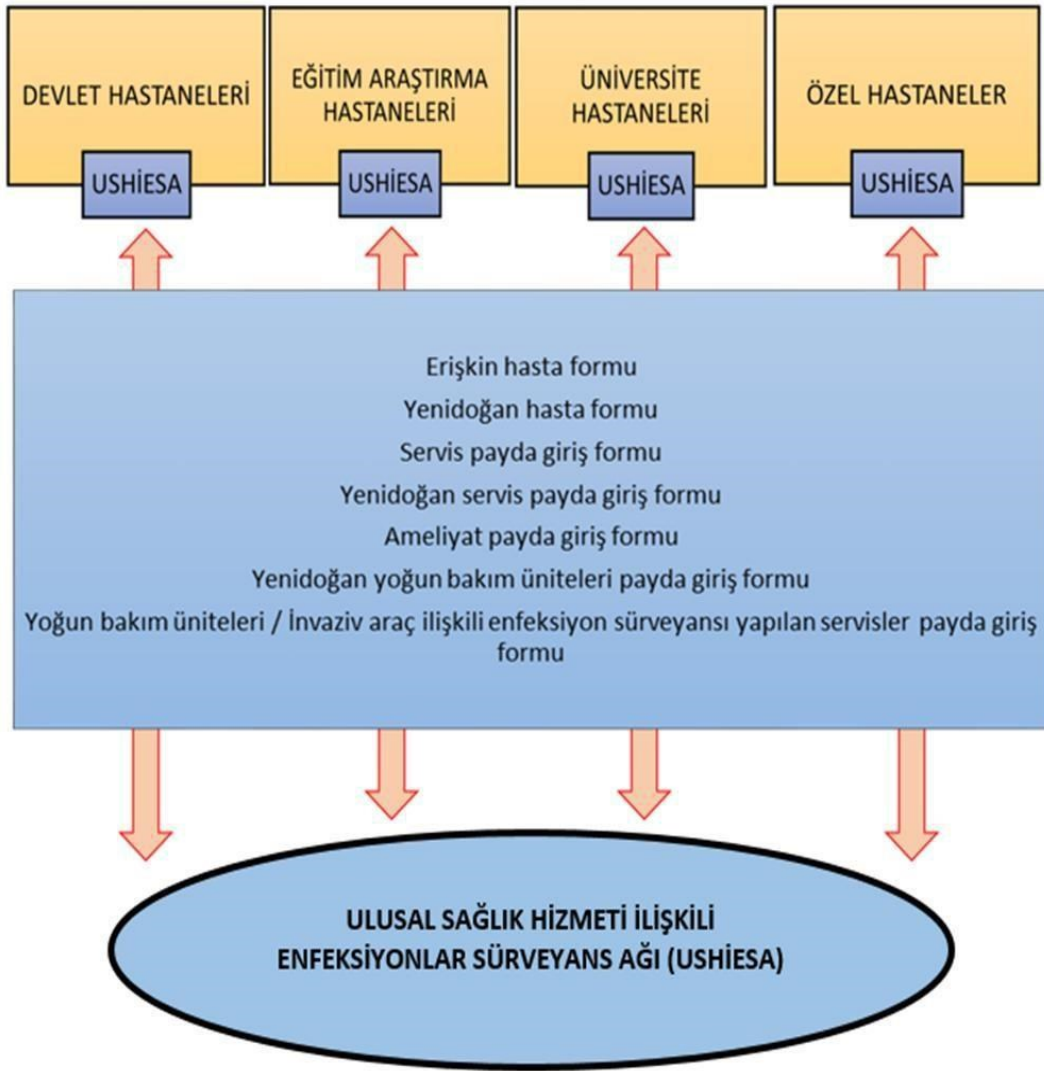 DEVLET HASTANELERİ
EĞİTİM ARAŞTIRMA
HASTANELERİ
ÜNİVERSİTE
HASTANELERİ
ÖZEL HASTANELER
USHİESA
USHİESA
USHİESA
USHİESA
Erişkin hasta formu
Yenidoğan hasta formu
Servis payda giriş formu
Yenidoğan servis payda giriş formu
Ameliyat payda giriş formu
Yenidoğan yoğun bakım üniteleri payda giriş formu
Yoğun bakım üniteleri / İnvaziv araç ilişkili enfeksiyon sürveyansı yapılan servisler payda giriş
formu
ULUSAL SAĞLIK HİZMETİ İLİŞKİLİ
ENFEKSİYONLAR SÜRVEYANS AĞI (USHİESA)